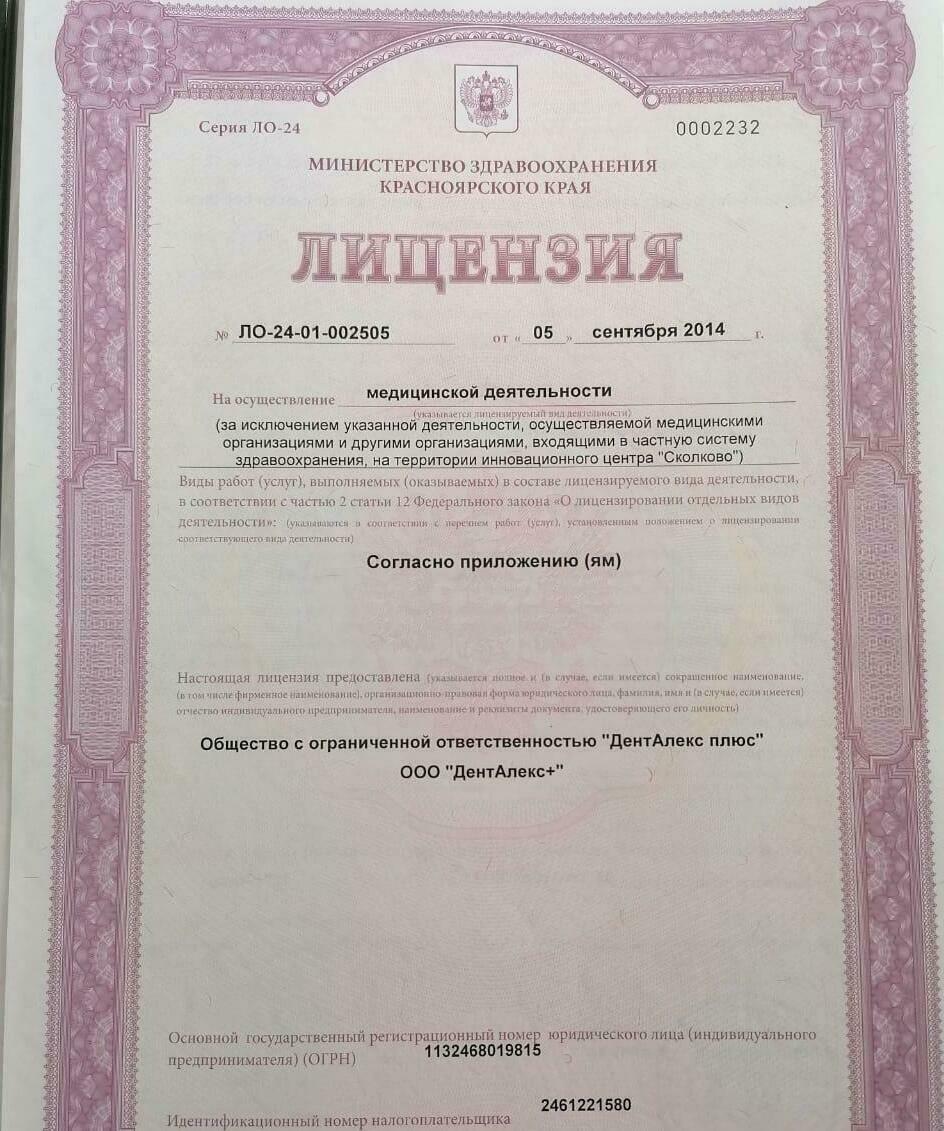 Серия ЛО-24
0002232
МИНИСТЕРСТВО ЗДРАВООХРАНЕНИЯ
КРАСНОЯРСКОГО КРАЯ
ЛИЦЕНЗИЯ
№ ЛО-24-01-002505 от « 05 » сентября 2014 г.
На осуществление медицинской деятельности
(указывается лицензируемый вид деятельности)
(за исключением указанной деятельности, осуществляемой медицинскими
организациями и другими организациями, входящими в частную систему
здравоохранения, на территории инновационного центра "Сколково")
Виды работ (услуг), выполняемых (оказываемых) в составе лицензируемого вида деятельности,
в соответствии с частью 2 статьи 12 Федерального закона «О лицензировании отдельных видов
деятельности»: (указываются в соответствии с перечнем работ (услуг), установленным положением о лицензировании
соответствующего вида деятельности)
Согласно приложению (ям)
Настоящая лицензия предоставлена (указывается полное и (в случае, если имеется) сокращенное наименование,
(в том числе фирменное наименование), организационно-правовая форма юридического лица, фамилия, имя и (в случае, если имеется)
отчество индивидуального предпринимателя, наименование и реквизиты документа, удостоверяющего его личность)
Общество с ограниченной ответственностью "ДентАлекс плюс"
ООО "ДентАлекс+"
Основной государственный регистрационный номер юридического лица (индивидуального
предпринимателя) (ОГРН) 1132468019815
2461221580
Идентификационный номер налогоплательщика